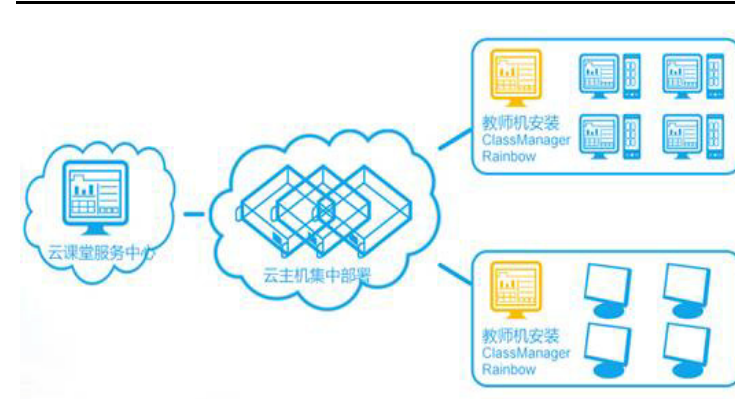 云课堂服务中心
云主机集中部署
教师机安装
ClassManager
Rainbow
教师机安装
ClassManager
Rainbow